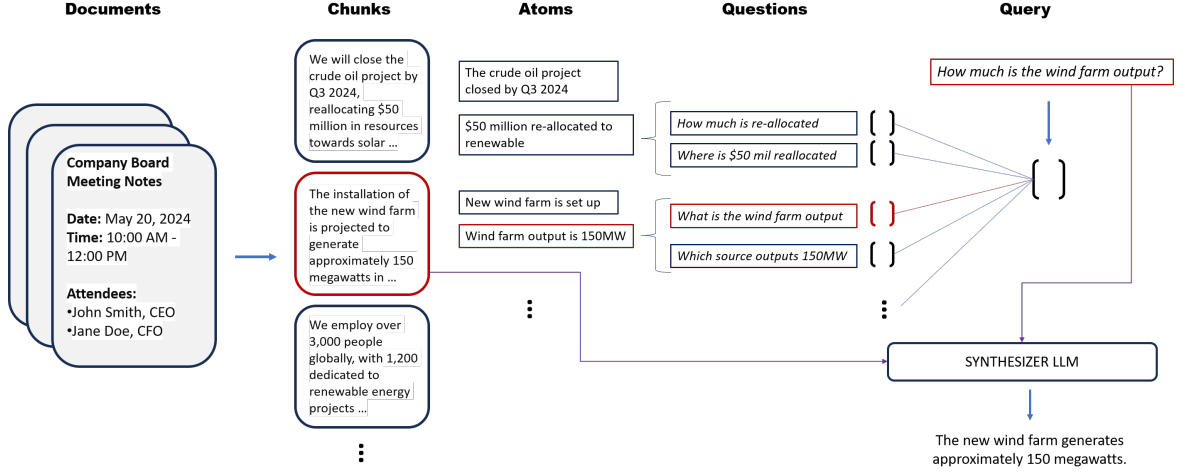 Documents
Chunks
Atoms
Questions
Query
Company Board
Meeting Notes
Date: May 20, 2024
Time: 10:00 AM -
12:00 PM
Attendees:
•John Smith, CEO
•Jane Doe, CFO
We will close the
crude oil project by
Q3 2024,
reallocating $50
million in resources
towards solar ...
The installation of
the new wind farm
is projected to
generate
approximately 150
megawatts in ...
We employ over
3,000 people
globally, with 1,200
dedicated to
renewable energy
projects ...
The crude oil project
closed by Q3 2024
$50 million re-allocated to
renewable
New wind farm is set up
Wind farm output is 150MW
How much is re-allocated
Where is $50 mil reallocated
What is the wind farm output
Which source outputs 150MW
How much is the wind farm output?
SYNTHESIZER LLM
The new wind farm generates
approximately 150 megawatts.